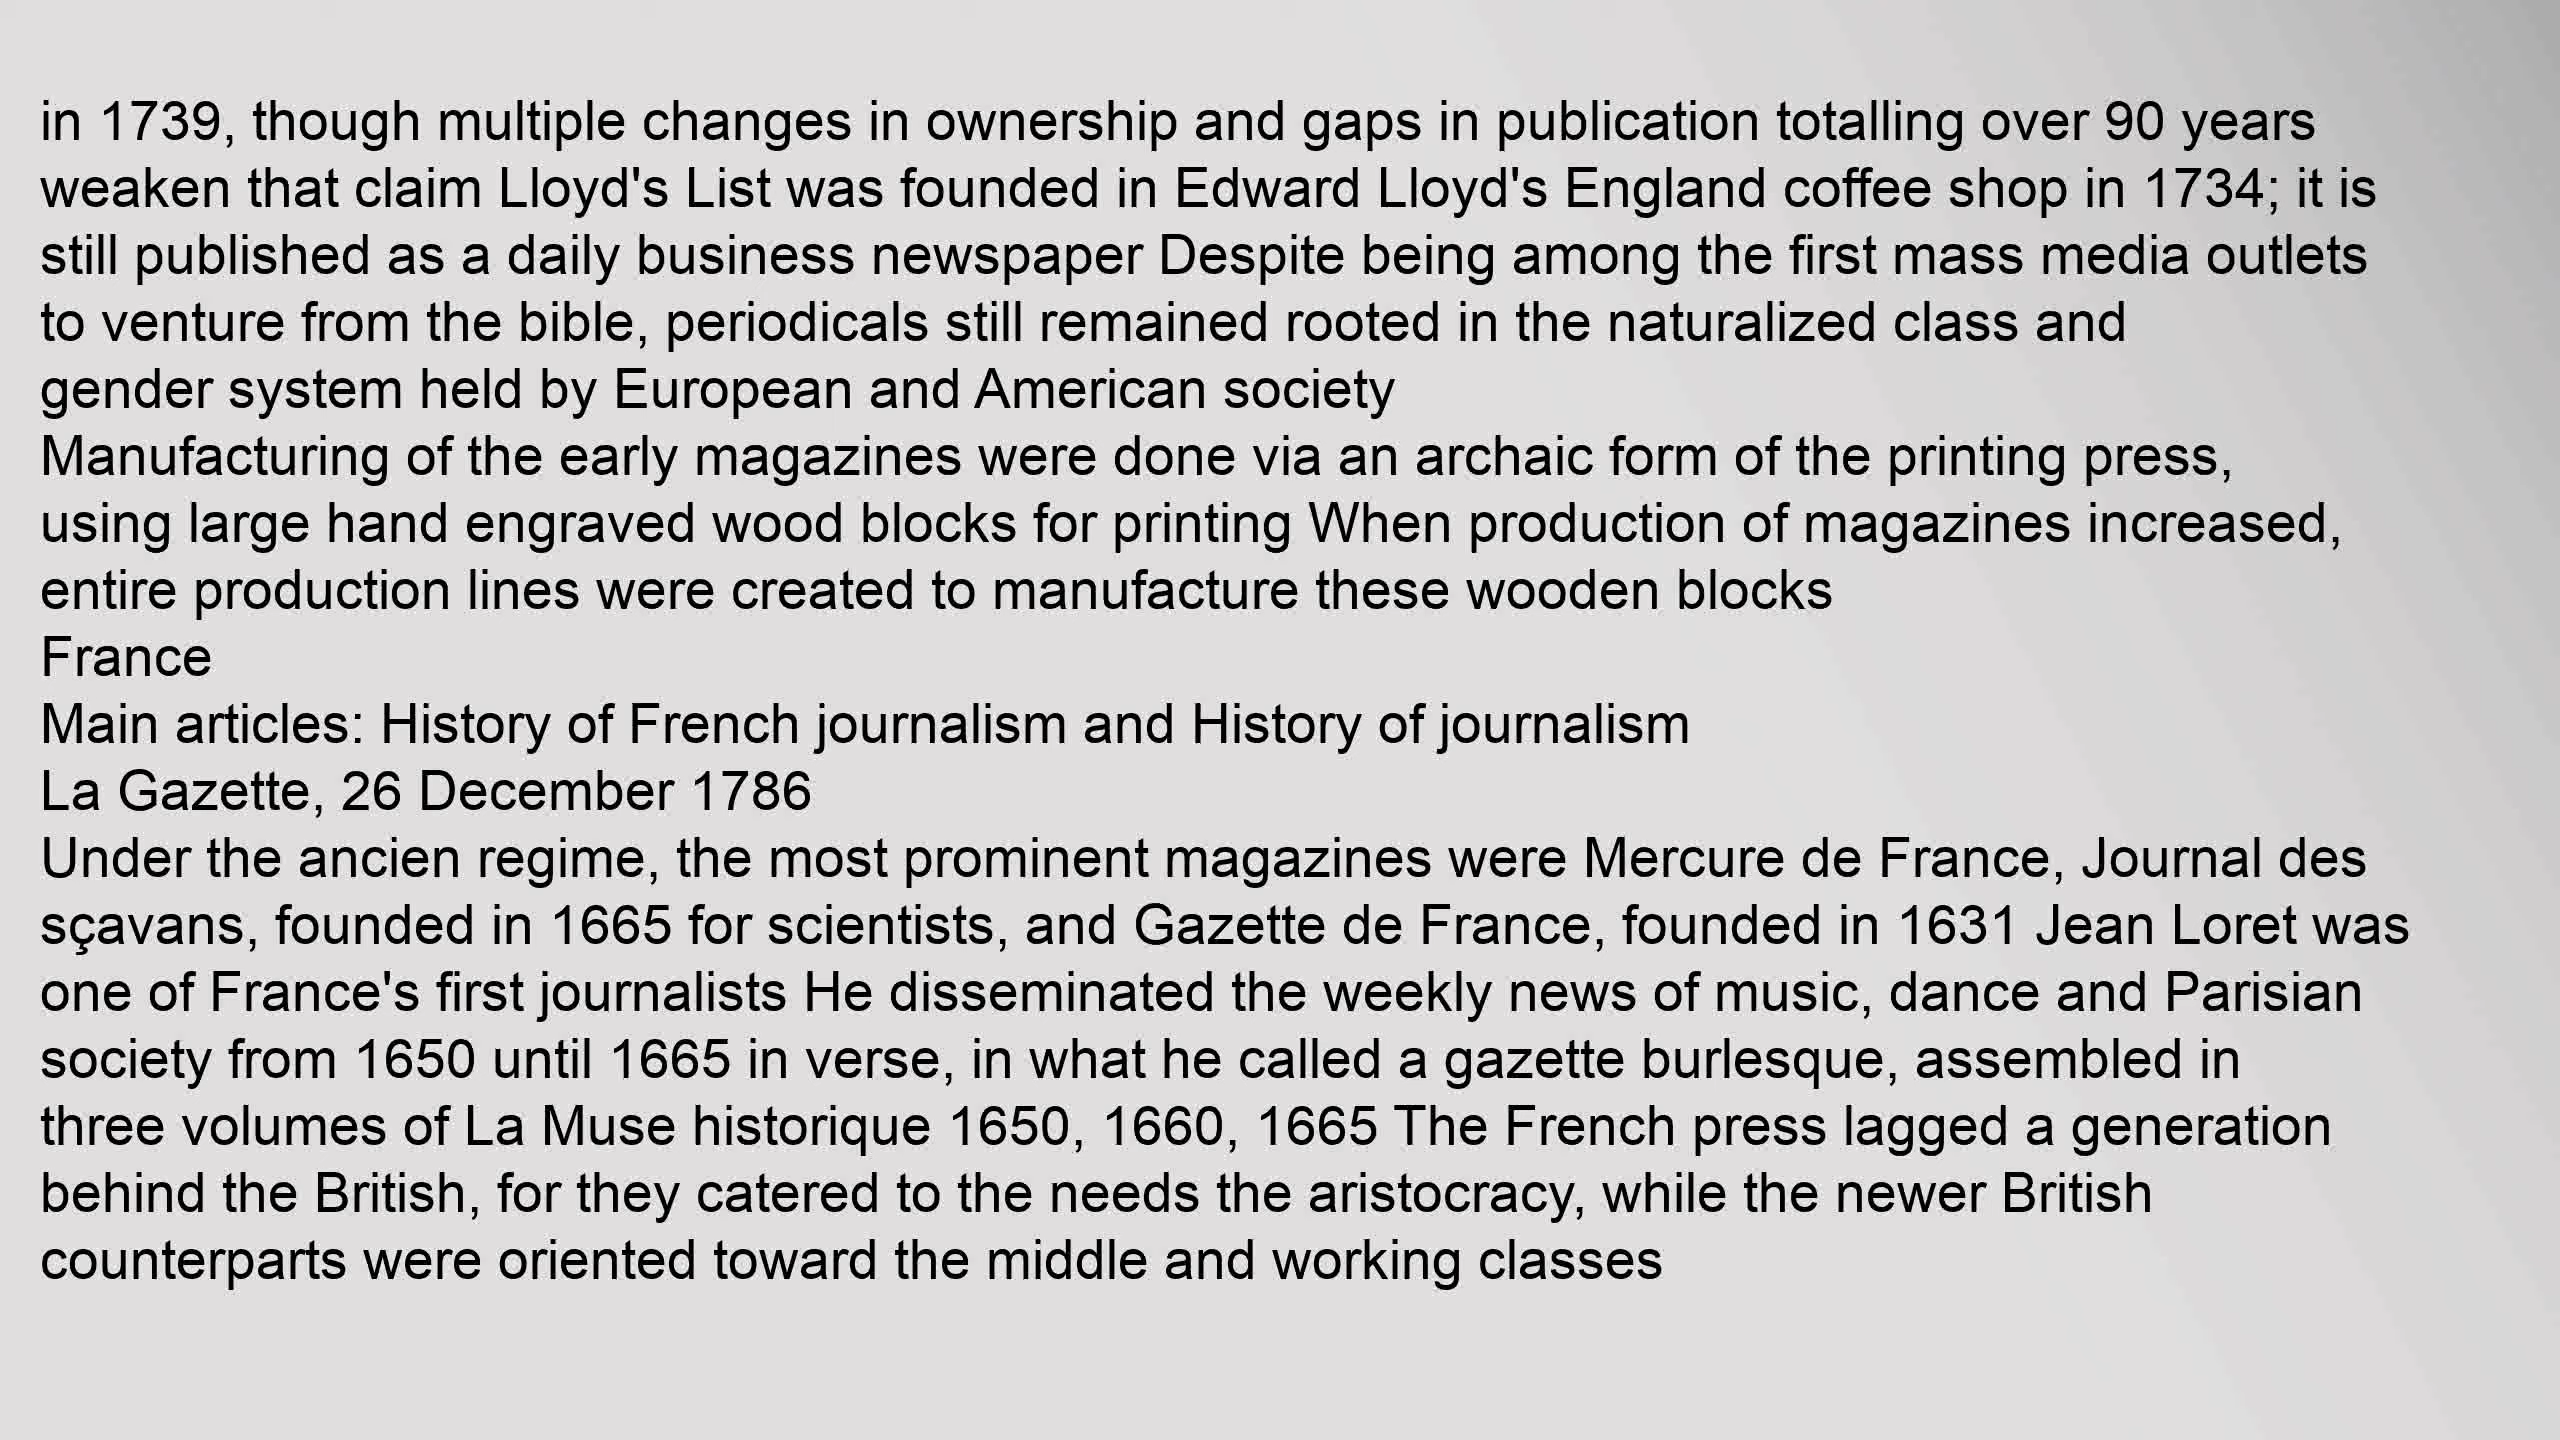 in 1739, though multiple changes in ownership and gaps in publication totalling over 90 years
weaken that claim Lloyd's List was founded in Edward Lloyd's England coffee shop in 1734; it is
still published as a daily business newspaper Despite being among the first mass media outlets
to venture from the bible, periodicals still remained rooted in the naturalized class and
gender system held by European and American society
Manufacturing of the early magazines were done via an archaic form of the printing press,
using large hand engraved wood blocks for printing When production of magazines increased,
entire production lines were created to manufacture these wooden blocks
France
Main articles: History of French journalism and History of journalism
La Gazette, 26 December 1786
Under the ancien regime, the most prominent magazines were Mercure de France, Journal des
sçavans, founded in 1665 for scientists, and Gazette de France, founded in 1631 Jean Loret was
one of France's first journalists He disseminated the weekly news of music, dance and Parisian
society from 1650 until 1665 in verse, in what he called a gazette burlesque, assembled in
three volumes of La Muse historique 1650, 1660, 1665 The French press lagged a generation
behind the British, for they catered to the needs the aristocracy, while the newer British
counterparts were oriented toward the middle and working classes